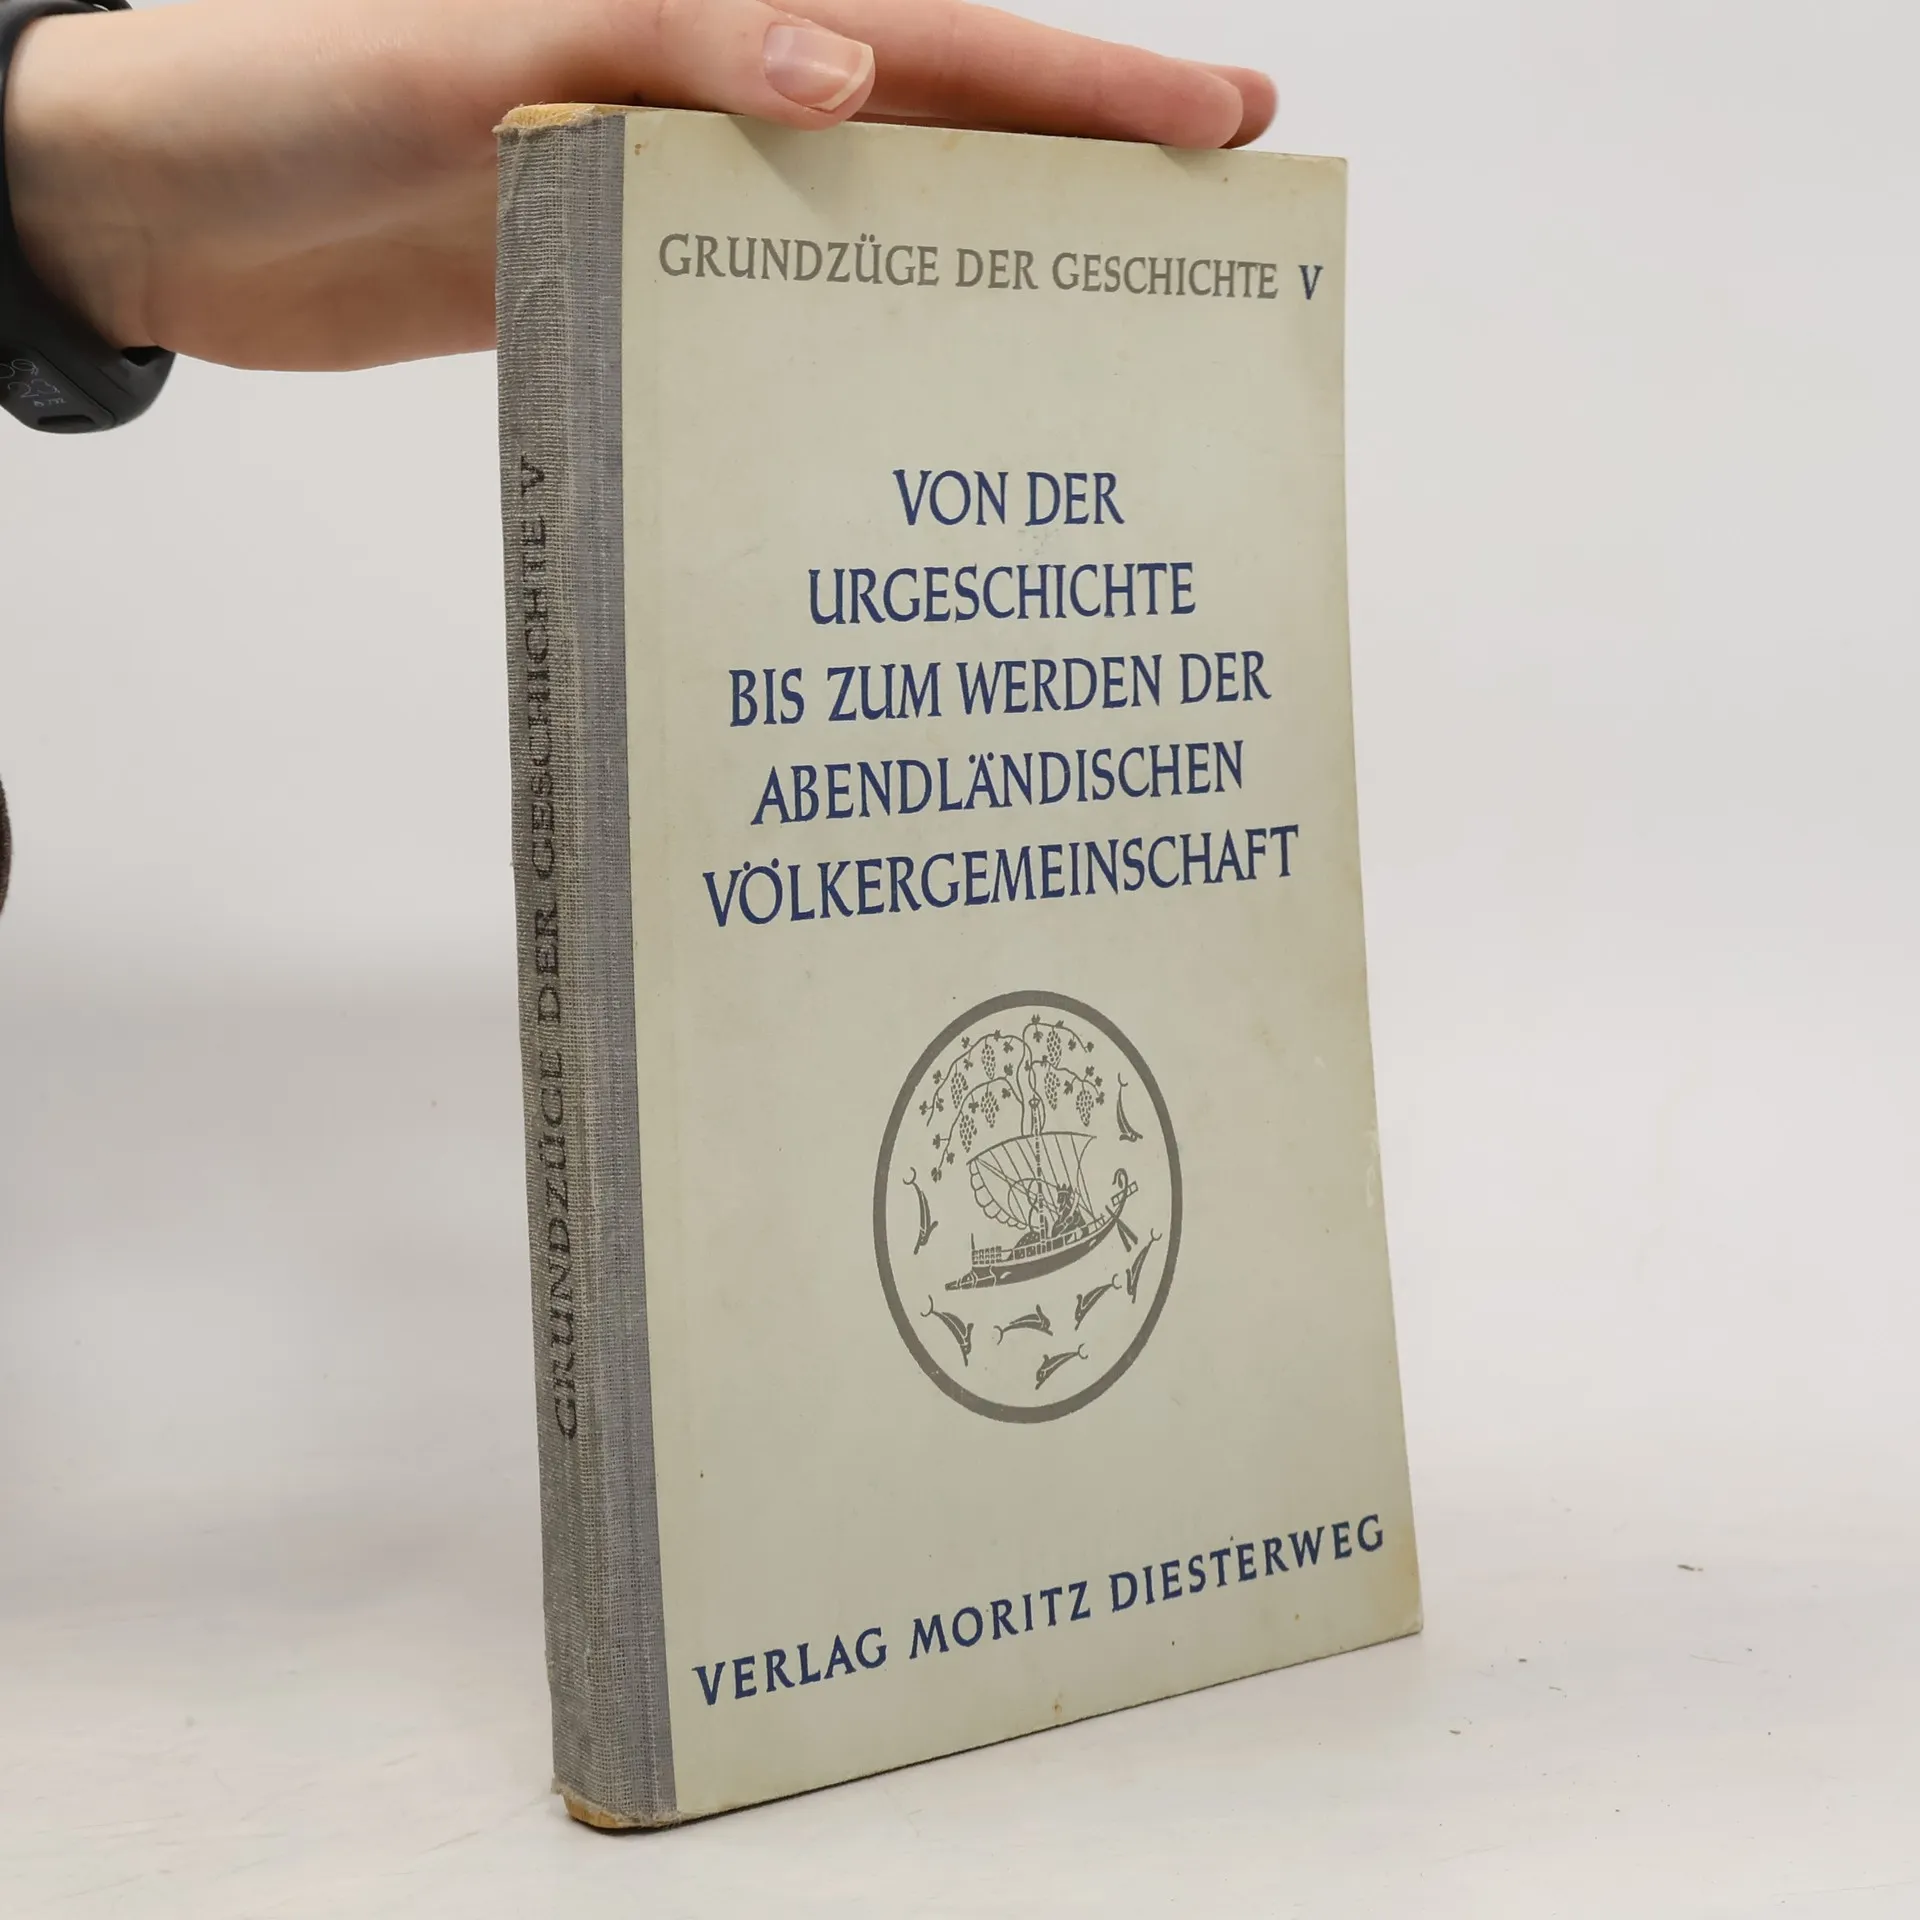 GRUNDZÜGE DER GESCHICHTE V
VON DER
URGESCHICHTE
BIS ZUM WERDEN DER
ABENDLÄNDISCHEN
VÖLKERGEMEINSCHAFT
VERLAG MORITZ DIESTERWEG
GRUNDZÜGE DER GESCHICHTE V